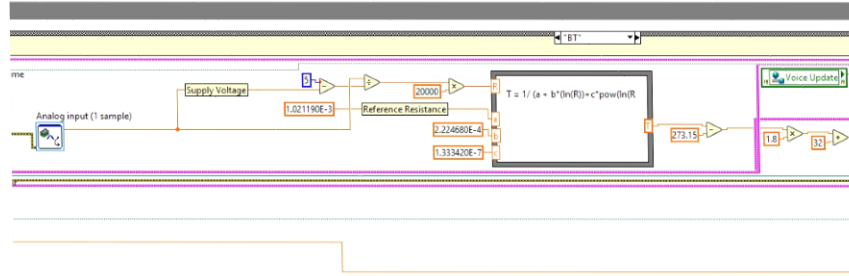 "BT"
me
Voice Update
5
Supply Voltage
20000
R
T = 1/ (a + b*(ln(R))+c*pow(ln(R
1.021190E-3
Reference Resistance
a
Analog input (1 sample)
2.224680E-4
b
T
273.15
1.8
32
1.333420E-7
c